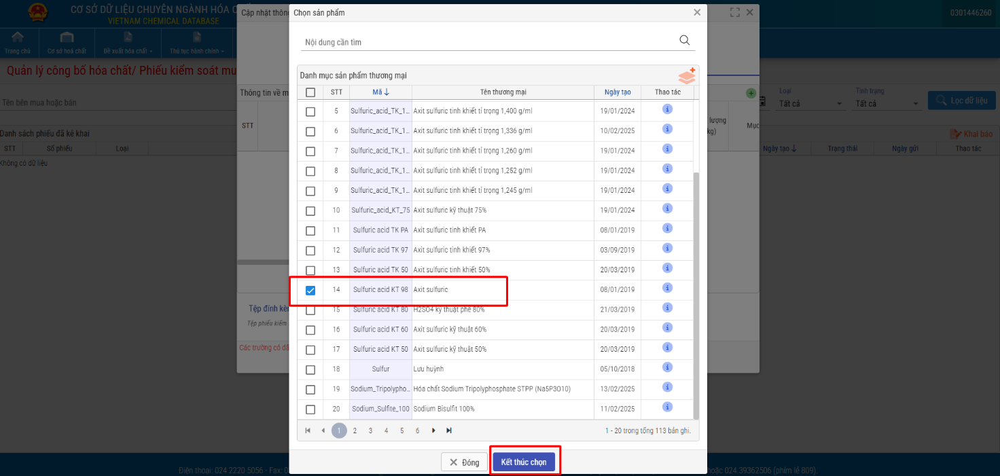 CƠ SỞ DỮ LIỆU CHUYÊN NGÀNH HÓA C
VIETNAM CHEMICAL DATABASE
0301446260
Trang chủ
Cơ sở hoá chất
Đề xuất hóa chất
Thủ tục hành chính
Quản lý công bố hóa chất/ Phiếu kiểm soát mu
Tên bên mua hoặc bán
Loại
Tất cả
Tình trạng
Tất cả
Lọc dữ liệu
Danh sách phiếu đã kê khai
Khai báo
STT Số phiếu Loại
Ngày tạo Trạng thái Ngày gửi Thao tác
Không có dữ liệu
Cập nhật thông
Thông tin về m
STT
lượng
kg)
Mục
Tệp đính kè
Tệp phiếu kiểm
Các trường có dấ
Chọn sản phẩm
Nội dung cần tìm
Danh mục sản phẩm thương mại
STT Mã Tên thương mại Ngày tạo Thao tác
5 Sulfuric_acid_TK_1... Axit sulfuric tinh khiết tỉ trọng 1,400 g/ml 19/01/2024
6 Sulfuric_acid_TK_1... Axit sulfuric tinh khiết tỉ trọng 1,336 g/ml 10/02/2025
7 Sulfuric_acid_TK_1... Axit sulfuric tinh khiết tỉ trọng 1,260 g/ml 19/01/2024
8 Sulfuric_acid_TK_1... Axit sulfuric tinh khiết tỉ trọng 1,252 g/ml 19/01/2024
9 Sulfuric_acid_TK_1... Axit sulfuric tinh khiết tỉ trọng 1,245 g/ml 19/01/2024
10 Sulfuric_acid_KT_75 Axit sulfuric kỹ thuật 75% 19/01/2024
11 Sulfuric acid TK PA Axit sulfuric tinh khiết PA 08/01/2019
12 Sulfuric acid TK 97 Axit sulfuric tinh khiết 97% 03/09/2019
13 Sulfuric acid TK 50 Axit sulfuric tinh khiết 50% 20/03/2019
14 Sulfuric acid KT 98 Axit sulfuric 08/01/2019
15 Sulfuric acid KT 80 H2SO4 kỹ thuật phế 80% 21/03/2019
16 Sulfuric acid KT 60 Axit sulfuric kỹ thuật 60% 20/03/2019
17 Sulfuric acid KT 50 Axit sulfuric kỹ thuật 50% 20/03/2019
18 Sulfur Lưu huỳnh 05/10/2018
19 Sodium_Tripolypho... Hóa chất Sodium Tripolyphosphate STPP (Na5P3O10) 13/02/2025
20 Sodium_Sulfite_100 Sodium Bisulfit 100% 11/02/2025
1 2 3 4 5 6
1 - 20 trong tổng 113 bản ghi.
Đóng
Kết thúc chọn
Điện thoại: 024 2220 5056 - Fax: 0
hoặc 024.39362506 (phím lẻ 809).